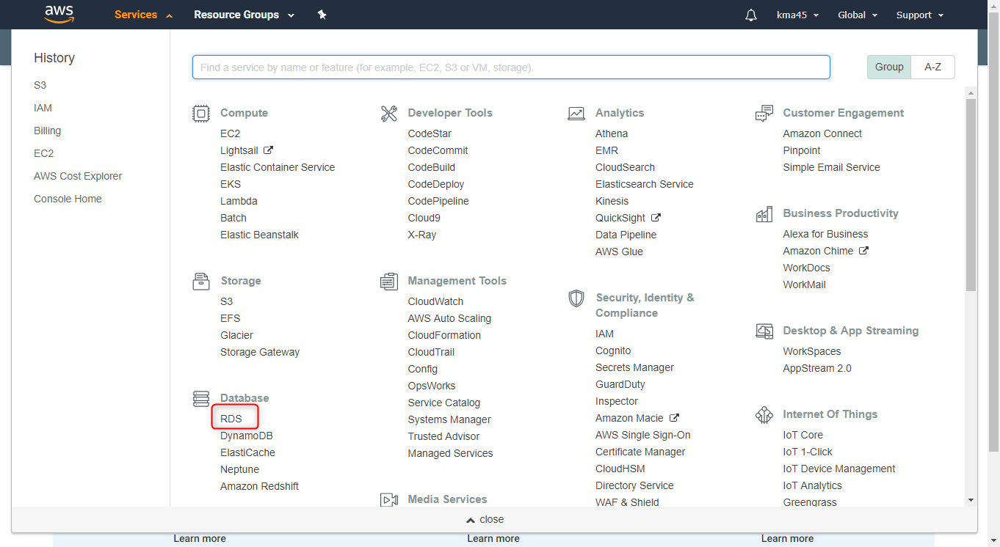 aws
Services
Resource Groups
kma45
Global
Support
History
S3
IAM
Billing
EC2
AWS Cost Explorer
Console Home
Find a service by name or feature (for example, EC2, S3 or VM, storage).
Group
A-Z
Compute
EC2
Lightsail
Elastic Container Service
EKS
Lambda
Batch
Elastic Beanstalk
Storage
S3
EFS
Glacier
Storage Gateway
Database
RDS
DynamoDB
ElastiCache
Neptune
Amazon Redshift
Developer Tools
CodeStar
CodeCommit
CodeBuild
CodeDeploy
CodePipeline
Cloud9
X-Ray
Management Tools
CloudWatch
AWS Auto Scaling
CloudFormation
CloudTrail
Config
OpsWorks
Service Catalog
Systems Manager
Trusted Advisor
Managed Services
Media Services
Analytics
Athena
EMR
CloudSearch
Elasticsearch Service
Kinesis
QuickSight
Data Pipeline
AWS Glue
Security, Identity &
Compliance
IAM
Cognito
Secrets Manager
GuardDuty
Inspector
Amazon Macie
AWS Single Sign-On
Certificate Manager
CloudHSM
Directory Service
WAF & Shield
Customer Engagement
Amazon Connect
Pinpoint
Simple Email Service
Business Productivity
Alexa for Business
Amazon Chime
WorkDocs
WorkMail
Desktop & App Streaming
WorkSpaces
AppStream 2.0
Internet Of Things
IoT Core
IoT 1-Click
IoT Device Management
IoT Analytics
Greengrass
close
Learn more
Learn more
Learn more